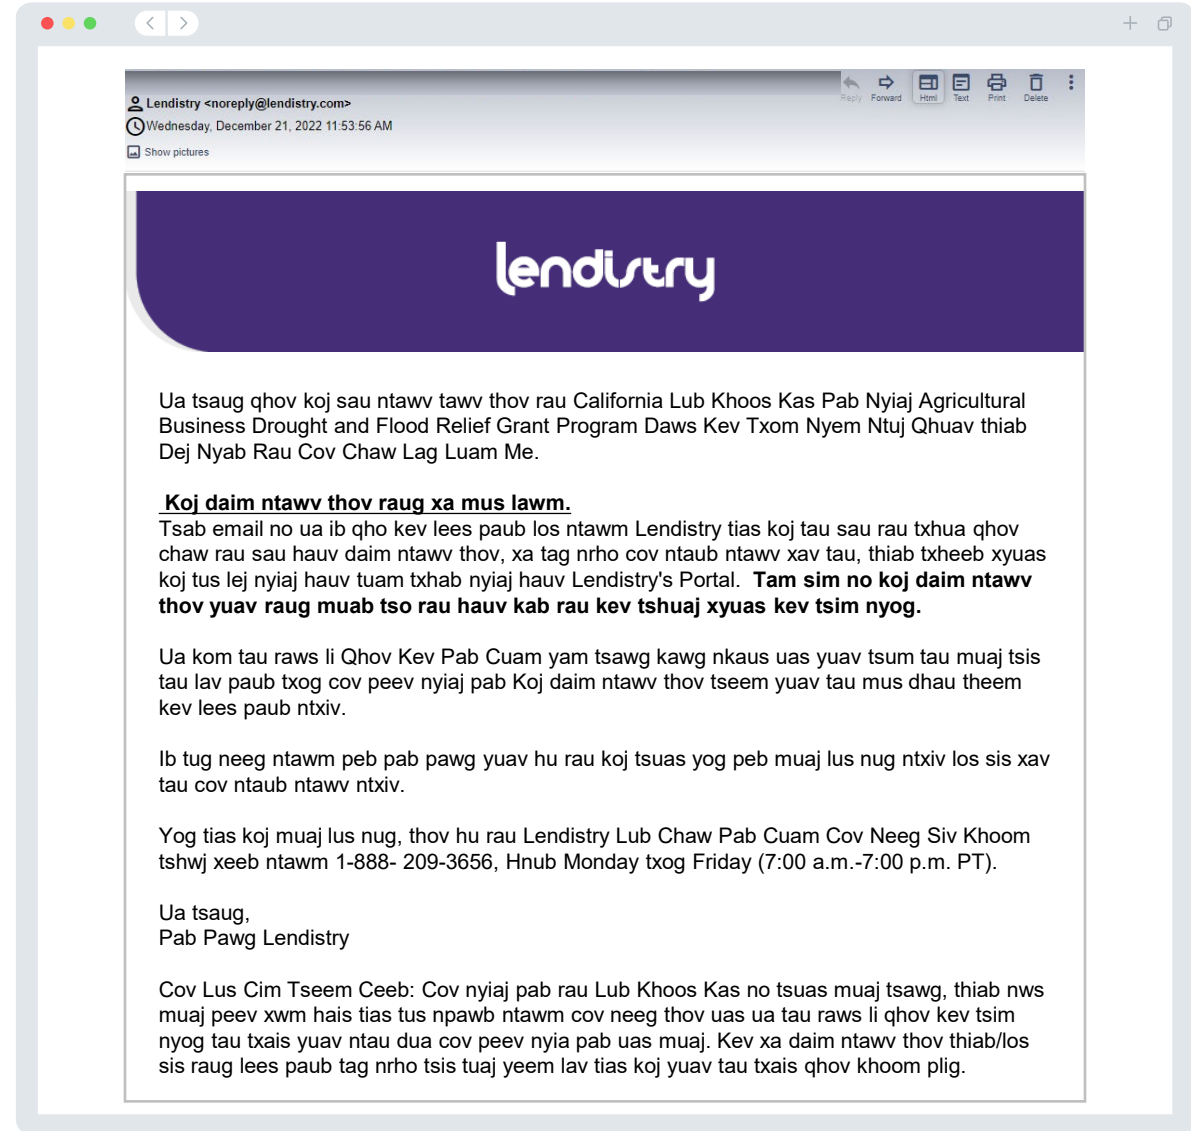 Lendistry <noreply@lendistry.com>
Wednesday, December 21, 2022 11:53:56 AM
Show pictures
Reply Forward Html Text Print Delete
lendistry
Ua tsaug qhov koj sau ntawv tawv thov rau California Lub Khoos Kas Pab Nyiaj Agricultural
Business Drought and Flood Relief Grant Program Daws Kev Txom Nyem Ntuj Qhuav thiab
Dej Nyab Rau Cov Chaw Lag Luam Me.
Koj daim ntawv thov raug xa mus lawm.
Tsab email no ua ib qho kev lees paub los ntawm Lendistry tias koj tau sau rau txhua qhov
chaw rau sau hauv daim ntawv thov, xa tag nrho cov ntaub ntawv xav tau, thiab txheeb xyuas
koj tus lej nyiaj hauv tuam txhab nyiaj hauv Lendistry's Portal. Tam sim no koj daim ntawv
thov yuav raug muab tso rau hauv kab rau kev tshuaj xyuas kev tsim nyog.
Ua kom tau raws li Qhov Kev Pab Cuam yam tsawg kawg nkaus uas yuav tsum tau muaj tsis
tau lav paub txog cov peev nyiaj pab Koj daim ntawv thov tseem yuav tau mus dhau theem
kev lees paub ntxiv.
Ib tug neeg ntawm peb pab pawg yuav hu rau koj tsuas yog peb muaj lus nug ntxiv los sis xav
tau cov ntaub ntawv ntxiv.
Yog tias koj muaj lus nug, thov hu rau Lendistry Lub Chaw Pab Cuam Cov Neeg Siv Khoom
tshwj xeeb ntawm 1-888- 209-3656, Hnub Monday txog Friday (7:00 a.m.-7:00 p.m. PT).
Ua tsaug,
Pab Pawg Lendistry
Cov Lus Cim Tseem Ceeb: Cov nyiaj pab rau Lub Khoos Kas no tsuas muaj tsawg, thiab nws
muaj peev xwm hais tias tus npawb ntawm cov neeg thov uas ua tau raws li qhov kev tsim
nyog tau txais yuav ntau dua cov peev nyia pab uas muaj. Kev xa daim ntawv thov thiab/los
sis raug lees paub tag nrho tsis tuaj yeem lav tias koj yuav tau txais qhov khoom plig.